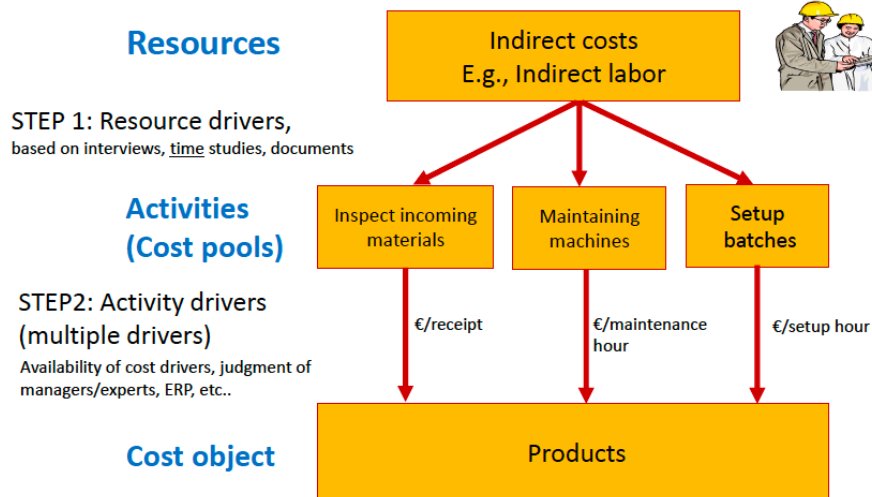 Resources
Indirect costs
E.g., Indirect labor
STEP 1: Resource drivers,
based on interviews, time studies, documents
Activities
(Cost pools)
Inspect incoming
materials
Maintaining
machines
Setup
batches
STEP2: Activity drivers
(multiple drivers)
Availability of cost drivers, judgment of
managers/experts, ERP, etc..
€/receipt
€/maintenance
hour
€/setup hour
Cost object
Products